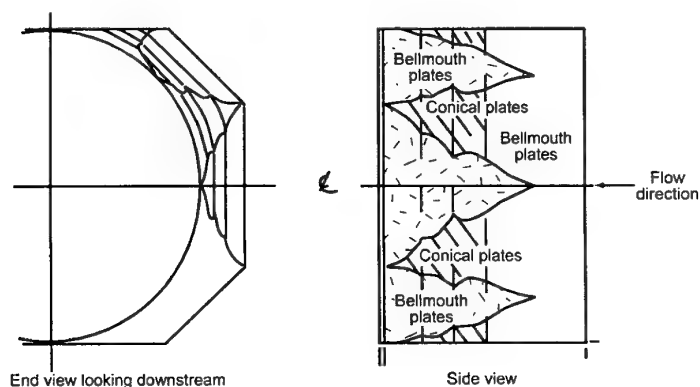 Bellmouth
plates
Conical plates
Bellmouth
plates
Flow
direction
℄
Conical plates
Bellmouth
plates
End view looking downstream
Side view